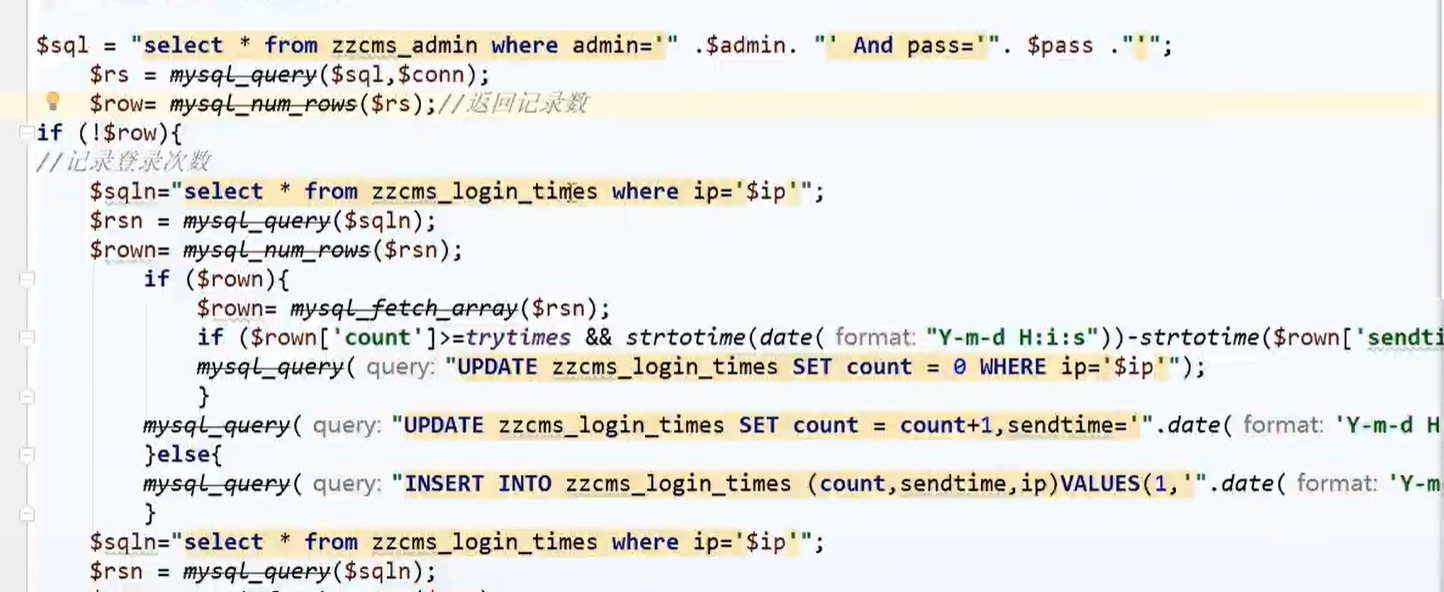 $sql = "select * from zzcms_admin where admin='" .$admin. "' And pass='". $pass ."'";
$rs = mysql_query($sql,$conn);
$row= mysql_num_rows($rs);//返回记录数
if (!$row){
//记录登录次数
$sqln="select * from zzcms_login_times where ip='$ip'";
$rsn = mysql_query($sqln);
$rown= mysql_num_rows($rsn);
if ($rown){
$rown= mysql_fetch_array($rsn);
if ($rown['count']>=trytimes && strtotime(date( format: "Y-m-d H:i:s"))-strtotime($rown['sendti
mysql_query( query: "UPDATE zzcms_login_times SET count = 0 WHERE ip='$ip'");
}
mysql_query( query: "UPDATE zzcms_login_times SET count = count+1,sendtime='".date( format: 'Y-m-d H
}else{
mysql_query( query: "INSERT INTO zzcms_login_times (count,sendtime,ip)VALUES(1,'".date( format: 'Y-m
}
$sqln="select * from zzcms_login_times where ip='$ip'";
$rsn = mysql_query($sqln);